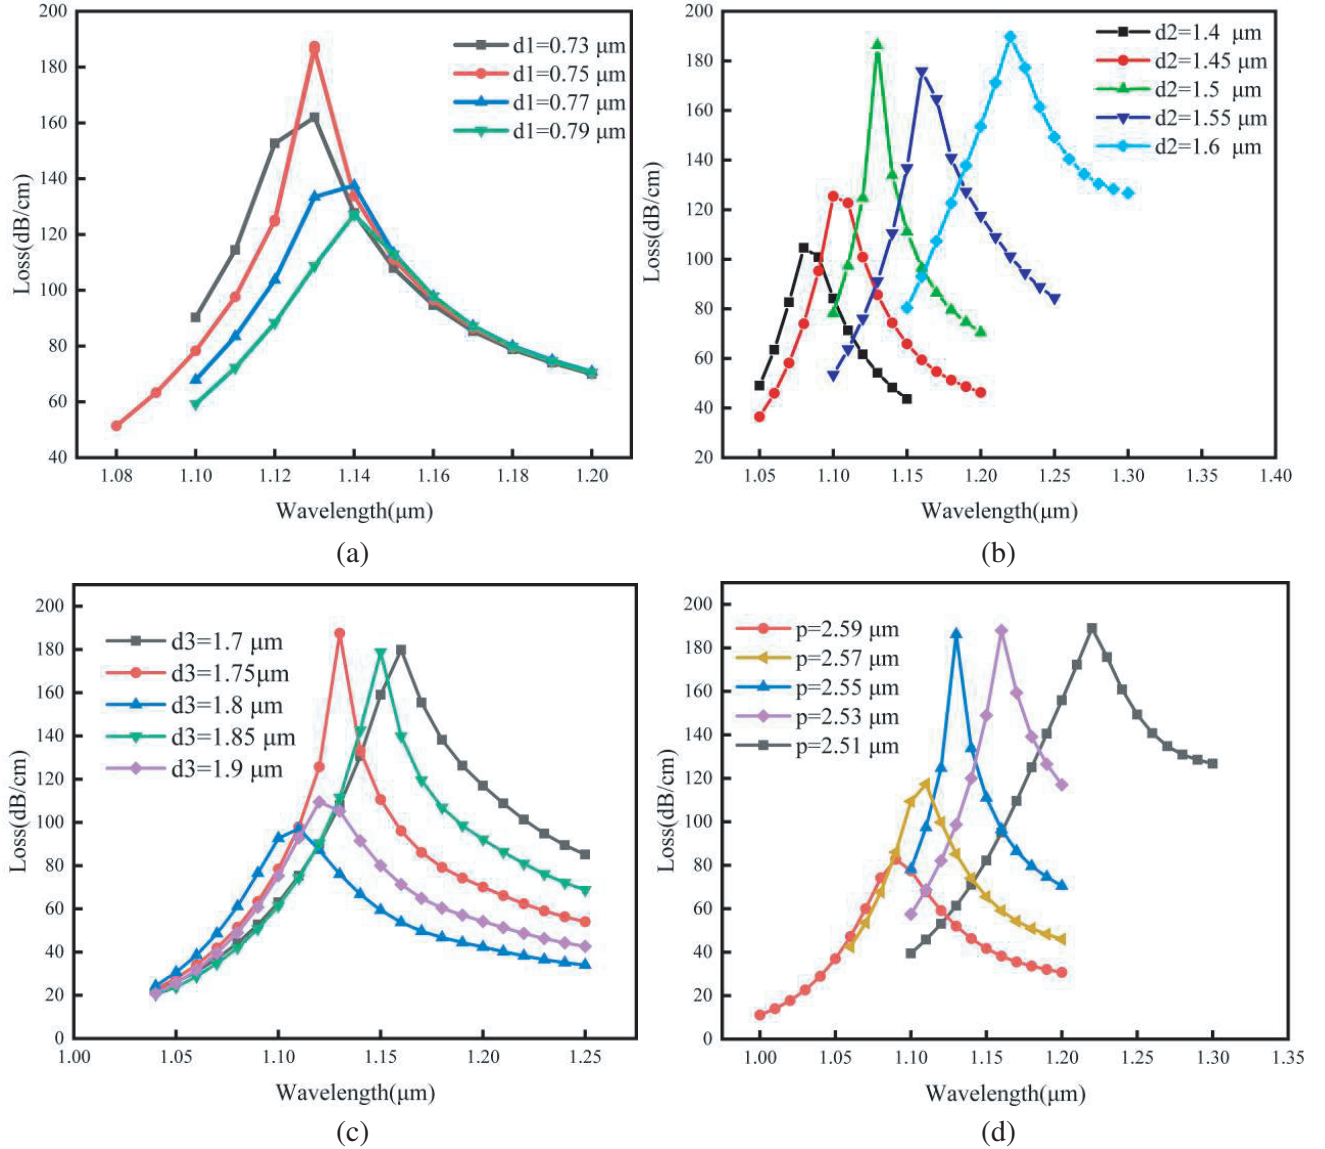 200
180
160
140
120
100
80
60
40
Loss(dB/cm)
d1=0.73 μm
d1=0.75 μm
d1=0.77 μm
d1=0.79 μm
1.08 1.10 1.12 1.14 1.16 1.18 1.20
Wavelength(μm)
(a)
200
180
160
140
120
100
80
60
40
20
Loss(dB/cm)
d2=1.4 μm
d2=1.45 μm
d2=1.5 μm
d2=1.55 μm
d2=1.6 μm
1.05 1.10 1.15 1.20 1.25 1.30 1.35 1.40
Wavelength(μm)
(b)
200
180
160
140
120
100
80
60
40
20
0
Loss(dB/cm)
d3=1.7 μm
d3=1.75μm
d3=1.8 μm
d3=1.85 μm
d3=1.9 μm
1.00 1.05 1.10 1.15 1.20 1.25
Wavelength(μm)
(c)
200
180
160
140
120
100
80
60
40
20
0
Loss(dB/cm)
p=2.59 μm
p=2.57 μm
p=2.55 μm
p=2.53 μm
p=2.51 μm
1.00 1.05 1.10 1.15 1.20 1.25 1.30 1.35
Wavelength(μm)
(d)